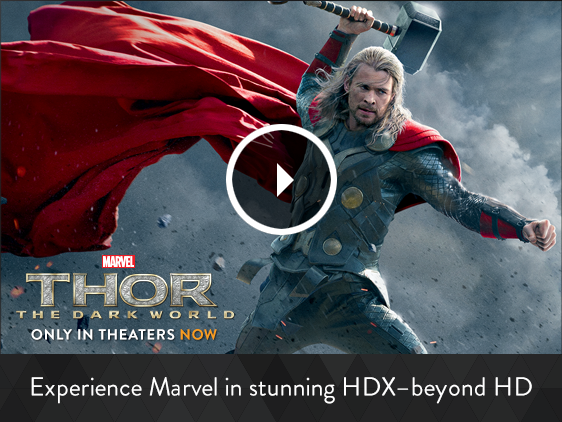 MARVEL
THOR
THE DARK WORLD
ONLY IN THEATERS NOW
Experience Marvel in stunning HDX–beyond HD